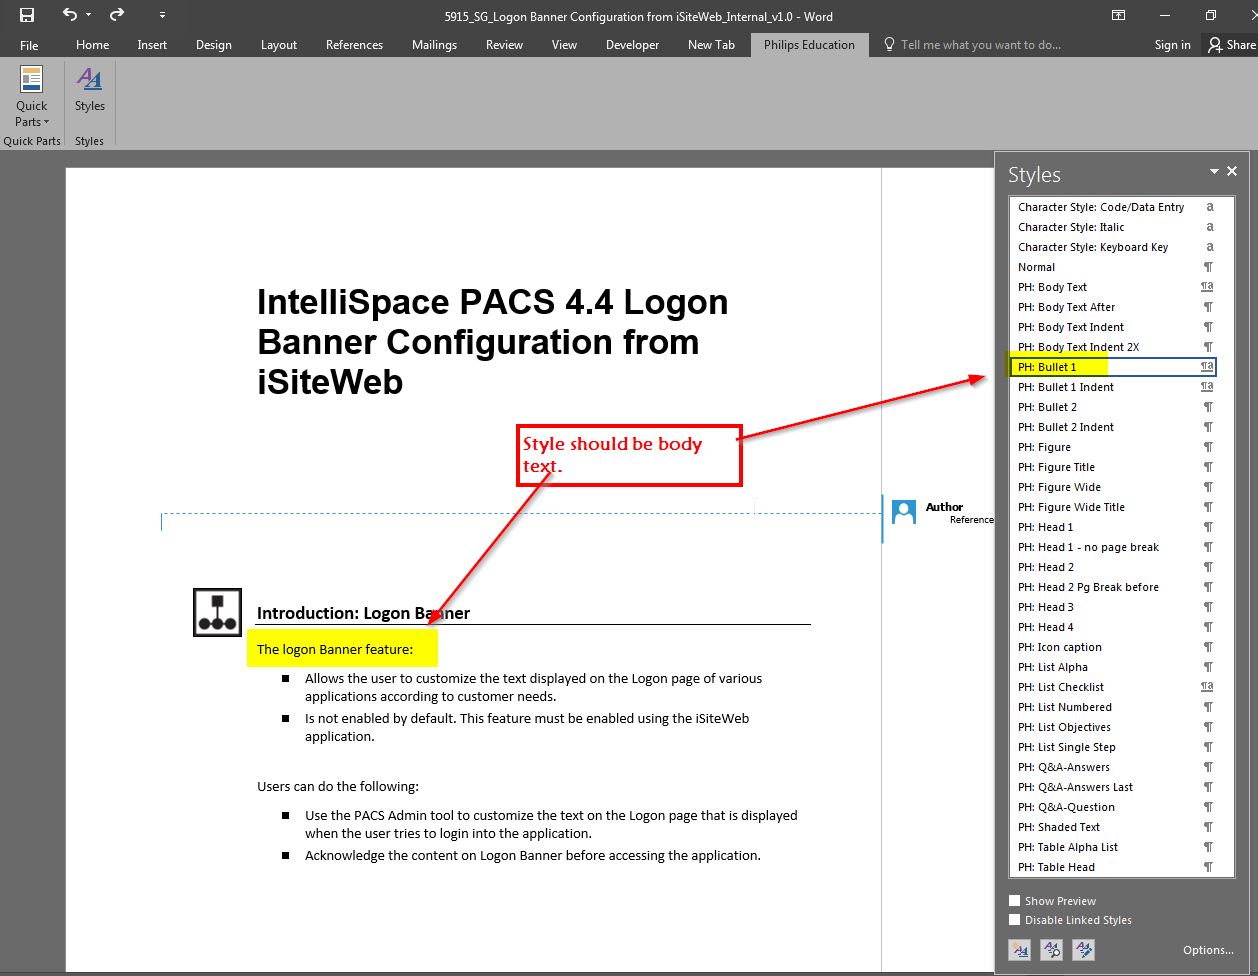 5915_SG_Logon Banner Configuration from iSiteWeb_Internal_v1.0 - Word
File Home Insert Design Layout References Mailings Review View Developer New Tab Philips Education Tell me what you want to do... Sign in Share
Quick
Parts
Styles
Quick Parts Styles
IntelliSpace PACS 4.4 Logon
Banner Configuration from
iSiteWeb
Style should be body
text.
Author
Reference
Introduction: Logon Banner
The logon Banner feature:
Allows the user to customize the text displayed on the Logon page of various
applications according to customer needs.
Is not enabled by default. This feature must be enabled using the iSiteWeb
application.
Users can do the following:
Use the PACS Admin tool to customize the text on the Logon page that is displayed
when the user tries to login into the application.
Acknowledge the content on Logon Banner before accessing the application.
Styles
Character Style: Code/Data Entry a
Character Style: Italic a
Character Style: Keyboard Key a
Normal ¶
PH: Body Text ¶a
PH: Body Text After ¶
PH: Body Text Indent ¶
PH: Body Text Indent 2X ¶
PH: Bullet 1 ¶a
PH: Bullet 1 Indent ¶a
PH: Bullet 2 ¶
PH: Bullet 2 Indent ¶
PH: Figure ¶
PH: Figure Title ¶
PH: Figure Wide ¶
PH: Figure Wide Title ¶
PH: Head 1 ¶
PH: Head 1 - no page break ¶
PH: Head 2 ¶
PH: Head 2 Pg Break before ¶
PH: Head 3 ¶
PH: Head 4 ¶
PH: Icon caption ¶
PH: List Alpha ¶
PH: List Checklist ¶a
PH: List Numbered ¶
PH: List Objectives ¶
PH: List Single Step ¶
PH: Q&A-Answers ¶
PH: Q&A-Answers Last ¶
PH: Q&A-Question ¶
PH: Shaded Text ¶
PH: Table Alpha List ¶
PH: Table Head ¶
Show Preview
Disable Linked Styles
Options...